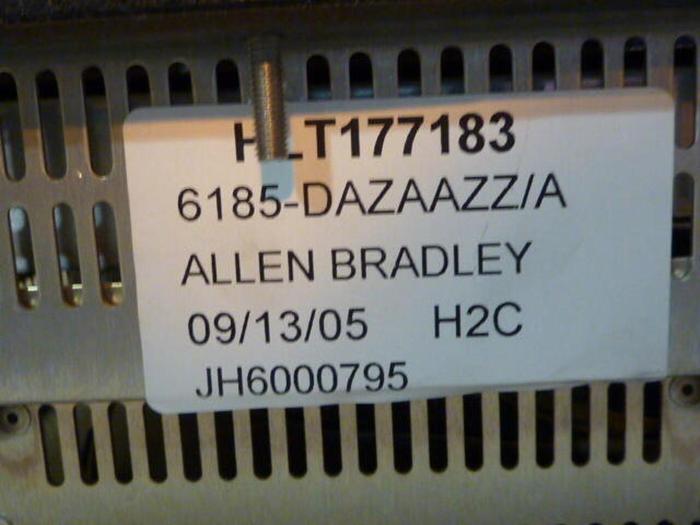 HLT177183
6185-DAZAAZZ/A
ALLEN BRADLEY
09/13/05 H2C
JH6000795